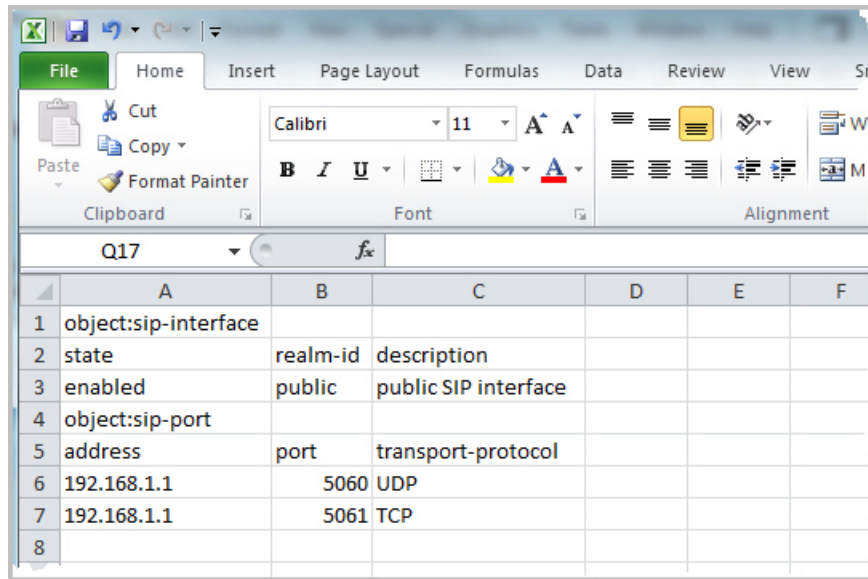 File Home Insert Page Layout Formulas Data Review View
Cut
Calibri 11 A A
Copy
Paste
Format Painter
B I U A
Clipboard Font Alignment
Q17 fx
A B C D E F
1 object:sip-interface
2 state realm-id description
3 enabled public public SIP interface
4 object:sip-port
5 address port transport-protocol
6 192.168.1.1 5060 UDP
7 192.168.1.1 5061 TCP
8